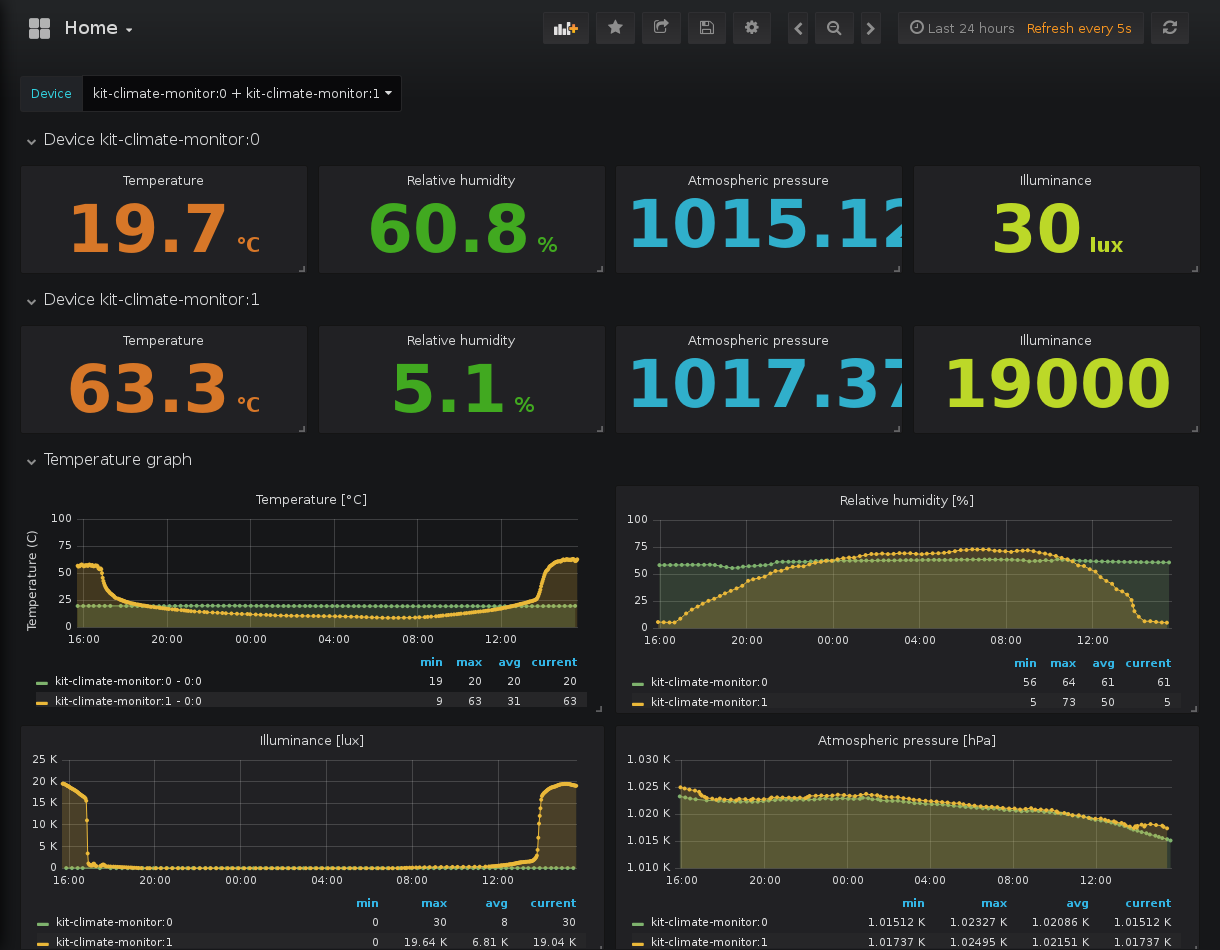 Home
Last 24 hours Refresh every 5s
Device kit-climate-monitor:0 + kit-climate-monitor:1
Device kit-climate-monitor:0
Temperature Relative humidity Atmospheric pressure Illuminance
19.7 °C 60.8 % 1015.12 30 lux
Device kit-climate-monitor:1
Temperature Relative humidity Atmospheric pressure Illuminance
63.3 °C 5.1 % 1017.37 19000
Temperature graph
Temperature [°C]
Temperature (C)
100
75
50
25
0
16:00 20:00 00:00 04:00 08:00 12:00
min max avg current
kit-climate-monitor:0 - 0:0 19 20 20 20
kit-climate-monitor:1 - 0:0 9 63 31 63
Relative humidity [%]
100
75
50
25
0
16:00 20:00 00:00 04:00 08:00 12:00
min max avg current
kit-climate-monitor:0 56 64 61 61
kit-climate-monitor:1 5 73 50 5
Illuminance [lux]
25 K
20 K
15 K
10 K
5 K
0
16:00 20:00 00:00 04:00 08:00 12:00
min max avg current
kit-climate-monitor:0 0 30 8 30
kit-climate-monitor:1 0 19.64 K 6.81 K 19.04 K
Atmospheric pressure [hPa]
1.030 K
1.025 K
1.020 K
1.015 K
1.010 K
16:00 20:00 00:00 04:00 08:00 12:00
min max avg current
kit-climate-monitor:0 1.01512 K 1.02327 K 1.02086 K 1.01512 K
kit-climate-monitor:1 1.01737 K 1.02495 K 1.02151 K 1.01737 K